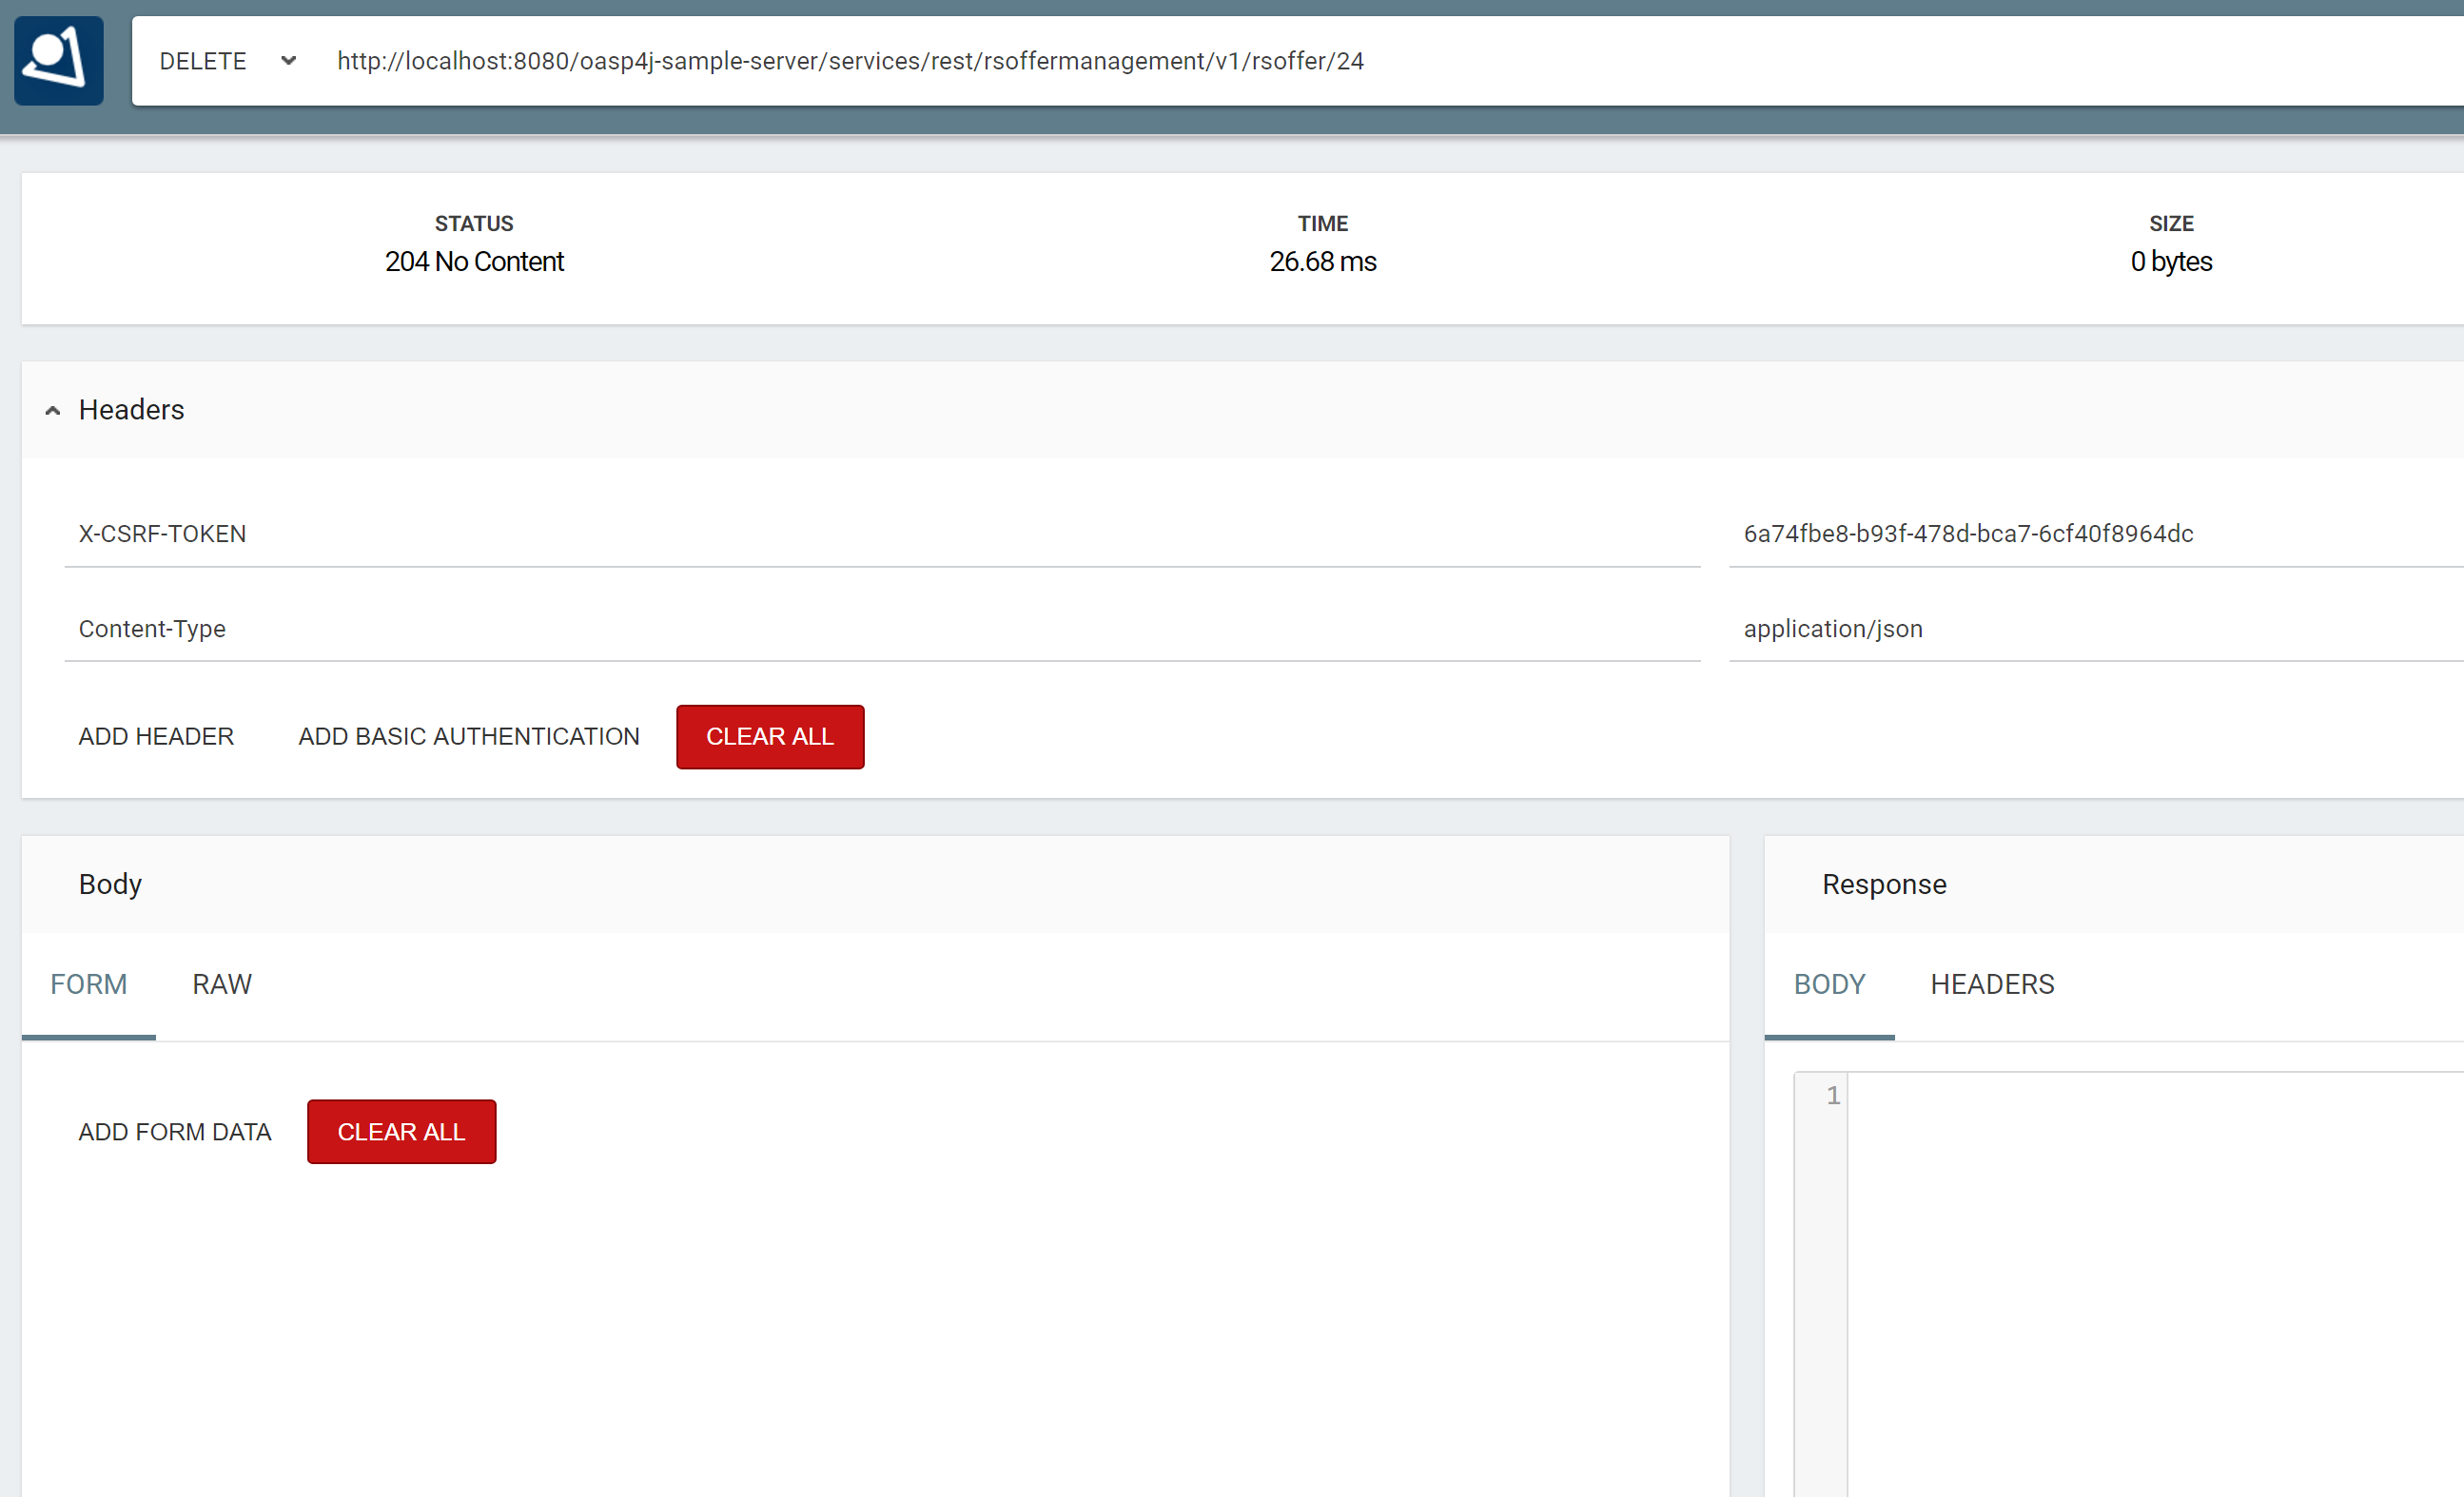 DELETE http://localhost:8080/oasp4j-sample-server/services/rest/rsoffermanagement/v1/rsoffer/24
STATUS TIME SIZE
204 No Content 26.68 ms 0 bytes
Headers
X-CSRF-TOKEN 6a74fbe8-b93f-478d-bca7-6cf40f8964dc
Content-Type application/json
ADD HEADER ADD BASIC AUTHENTICATION CLEAR ALL
Body Response
FORM RAW BODY HEADERS
1
ADD FORM DATA CLEAR ALL